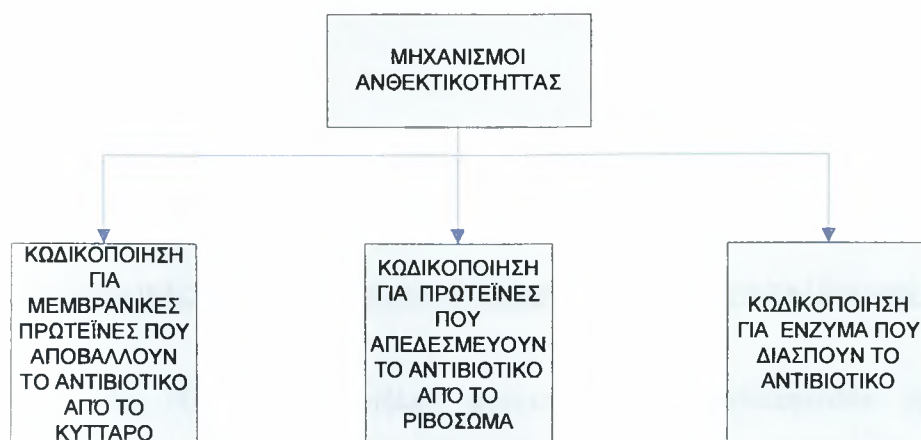 ΜΗΧΑΝΙΣΜΟΙ
ΑΝΘΕΚΤΙΚΟΤΗΤΤΑΣ
ΚΩΔΙΚΟΠΟΙΗΣΗ
ΓΙΑ
ΜΕΜΒΡΑΝΙΚΕΣ
ΠΡΩΤΕΪΝΕΣ ΠΟΥ
ΑΠΟΒΑΛΛΟΥΝ
ΤΟ ΑΝΤΙΒΙΟΤΙΚΟ
ΑΠΌ ΤΟ
ΚΥΤΤΑΡΟ
ΚΩΔΙΚΟΠΟΙΗΣΗ
ΓΙΑ ΠΡΩΤΕΪΝΕΣ
ΠΟΥ
ΑΠΕΔΕΣΜΕΥΟΥΝ
ΤΟ ΑΝΤΙΒΙΟΤΙΚΟ
ΑΠΌ ΤΟ
ΡΙΒΟΣΩΜΑ
ΚΩΔΙΚΟΠΟΙΗΣΗ
ΓΙΑ ΕΝΖΥΜΑ ΠΟΥ
ΔΙΑΣΠΟΥΝ ΤΟ
ΑΝΤΙΒΙΟΤΙΚΟ